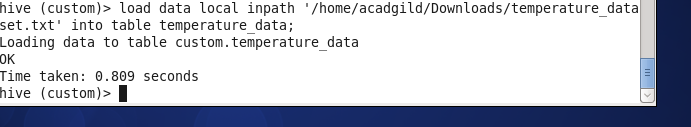 hive (custom)> load data local inpath '/home/acadgild/Downloads/temperature_data
set.txt' into table temperature_data;
Loading data to table custom.temperature_data
OK
Time taken: 0.809 seconds
hive (custom)>